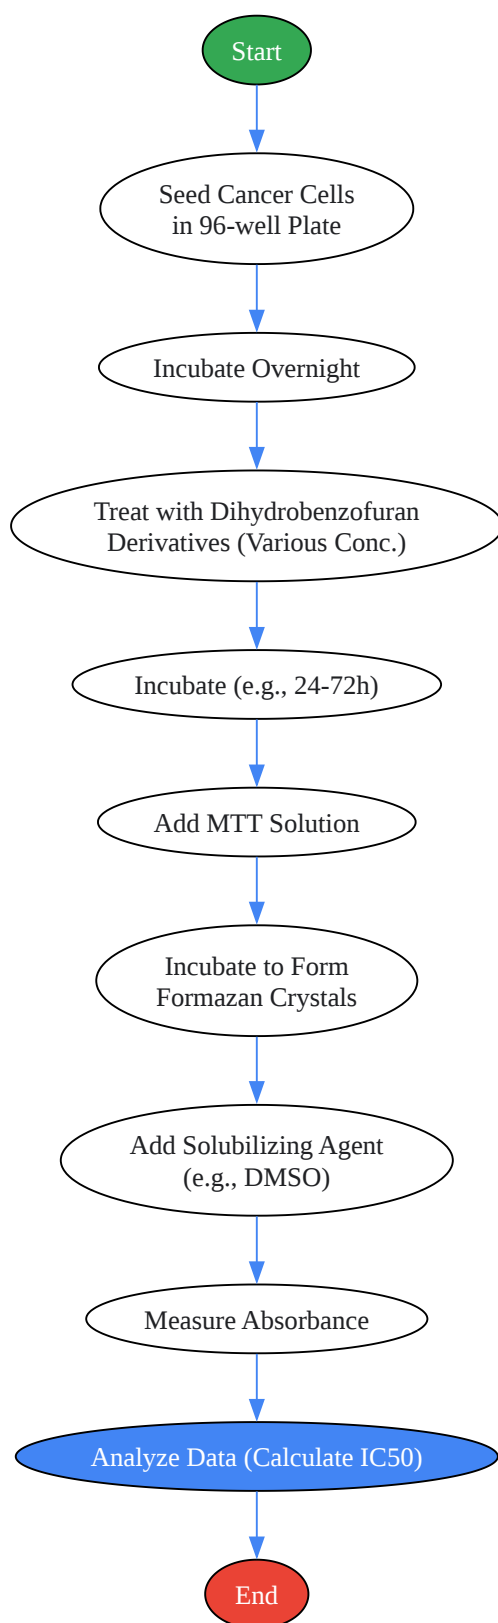 Start
Seed Cancer Cells
in 96-well Plate
Incubate Overnight
Treat with Dihydrobenzofuran
Derivatives (Various Conc.)
Incubate (e.g., 24-72h)
Add MTT Solution
Incubate to Form
Formazan Crystals
Add Solubilizing Agent
(e.g., DMSO)
Measure Absorbance
Analyze Data (Calculate IC50)
End